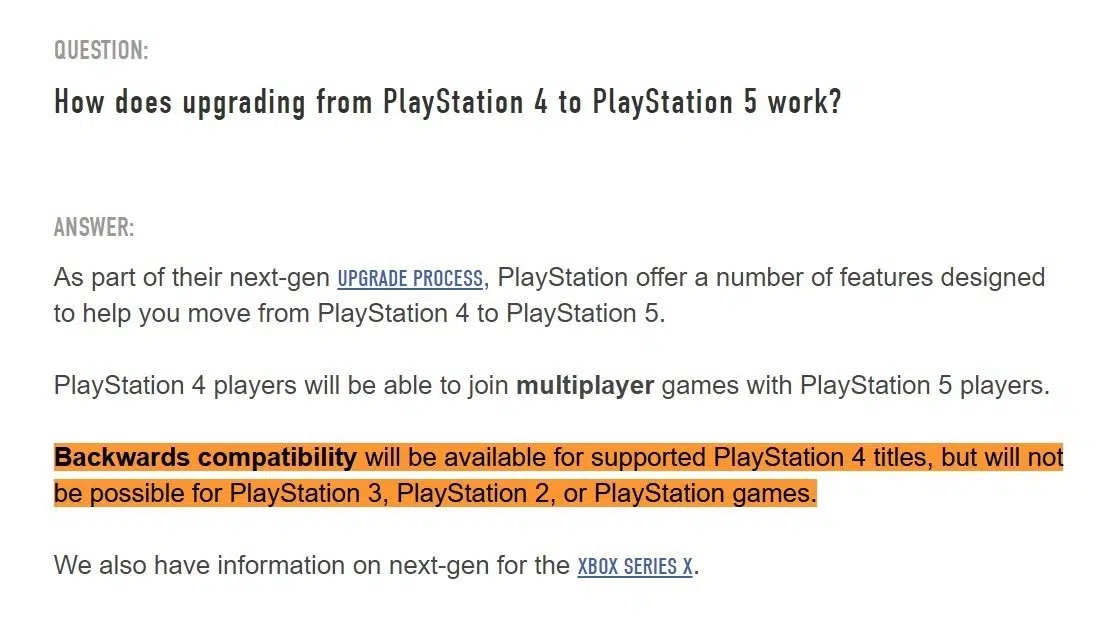 QUESTION:
How does upgrading from PlayStation 4 to PlayStation 5 work?
ANSWER:
As part of their next-gen UPGRADE PROCESS, PlayStation offer a number of features designed
to help you move from PlayStation 4 to PlayStation 5.
PlayStation 4 players will be able to join multiplayer games with PlayStation 5 players.
Backwards compatibility will be available for supported PlayStation 4 titles, but will not
be possible for PlayStation 3, PlayStation 2, or PlayStation games.
We also have information on next-gen for the XBOX SERIES X.